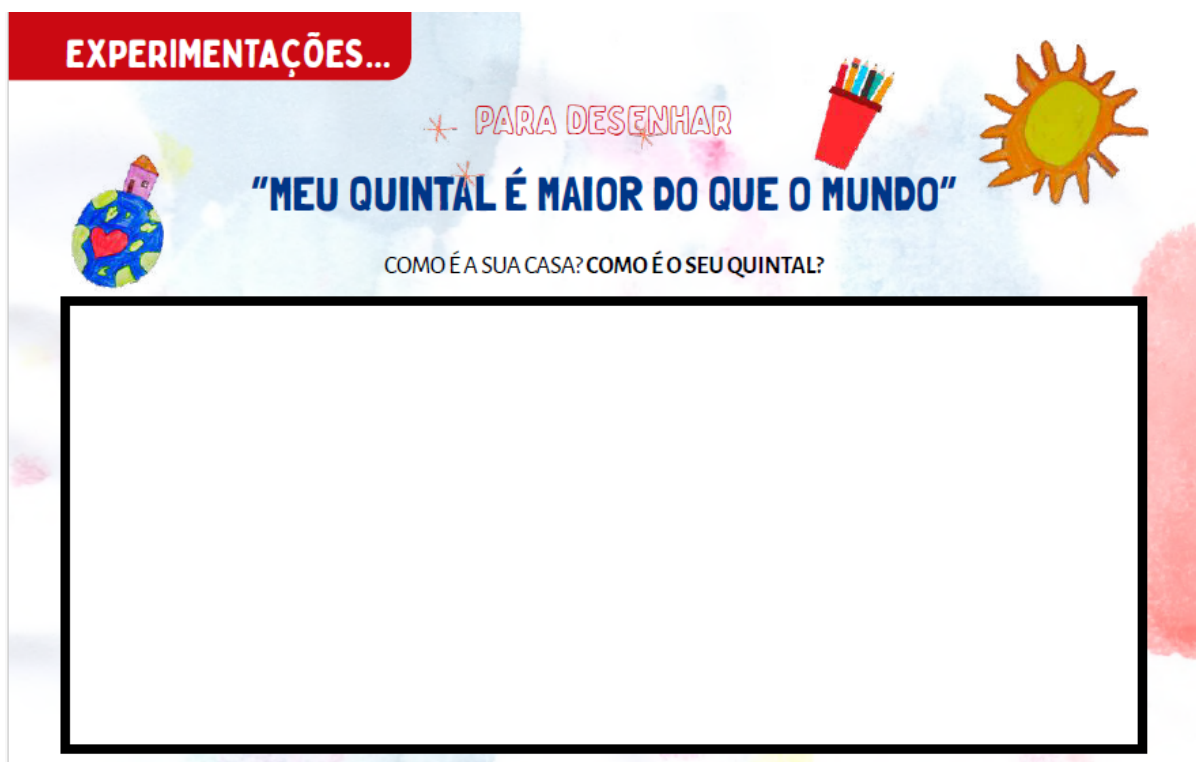 EXPERIMENTAÇÕES...
PARA DESENHAR
"MEU QUINTAL É MAIOR DO QUE O MUNDO"
COMO É A SUA CASA? COMO É O SEU QUINTAL?